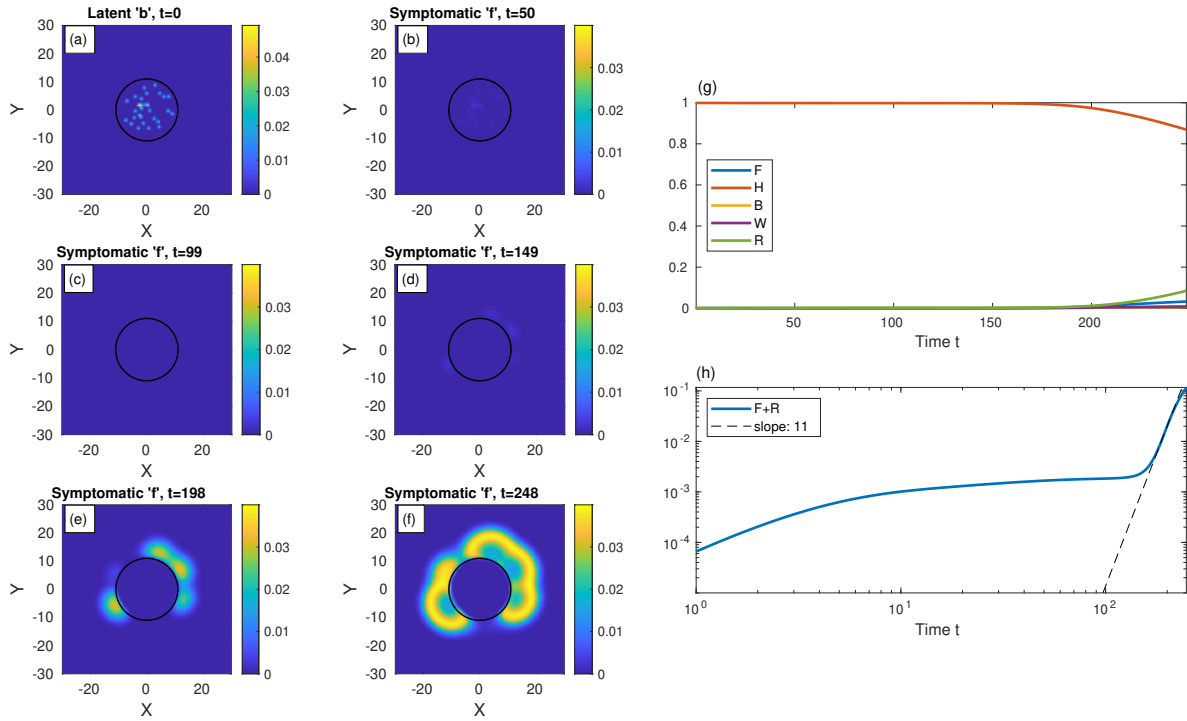 Latent 'b', t=0
(a)
30
20
10
0
-10
-20
-30
-20
0
20
X
Y
0.04
0.03
0.02
0.01
0
Symptomatic 'f', t=50
(b)
30
20
10
0
-10
-20
-30
-20
0
20
X
Y
0.03
0.02
0.01
0
Symptomatic 'f', t=99
(c)
30
20
10
0
-10
-20
-30
-20
0
20
X
Y
0.03
0.02
0.01
0
Symptomatic 'f', t=149
(d)
30
20
10
0
-10
-20
-30
-20
0
20
X
Y
0.03
0.02
0.01
0
Symptomatic 'f', t=198
(e)
30
20
10
0
-10
-20
-30
-20
0
20
X
Y
0.03
0.02
0.01
0
Symptomatic 'f', t=248
(f)
30
20
10
0
-10
-20
-30
-20
0
20
X
Y
0.03
0.02
0.01
0
(g)
1
0.8
0.6
0.4
0.2
0
F
H
B
W
R
50
100
150
200
Time t
(h)
10⁻¹
10⁻²
10⁻³
10⁻⁴
F+R
slope: 11
10⁰
10¹
10²
Time t